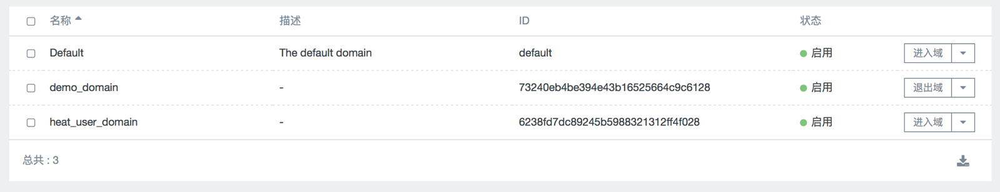 名称 描述 ID 状态
Default The default domain default 启用 进入域
demo_domain - 73240eb4be394e43b16525664c9c6128 启用 退出域
heat_user_domain - 6238fd7dc89245b5988321312ff4f028 启用 进入域
总共 : 3